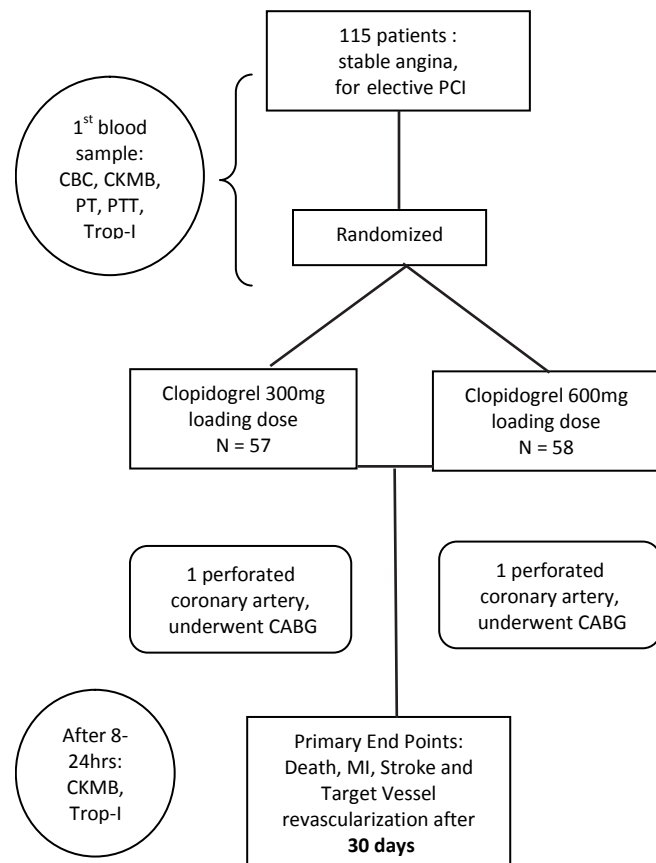 115 patients :
stable angina,
for elective PCI
1st blood
sample:
CBC, CKMB,
PT, PTT,
Trop-I
Randomized
Clopidogrel 300mg
loading dose
N = 57
Clopidogrel 600mg
loading dose
N = 58
1 perforated
coronary artery,
underwent CABG
1 perforated
coronary artery,
underwent CABG
After 8-
24hrs:
CKMB,
Trop-I
Primary End Points:
Death, MI, Stroke and
Target Vessel
revascularization after
30 days